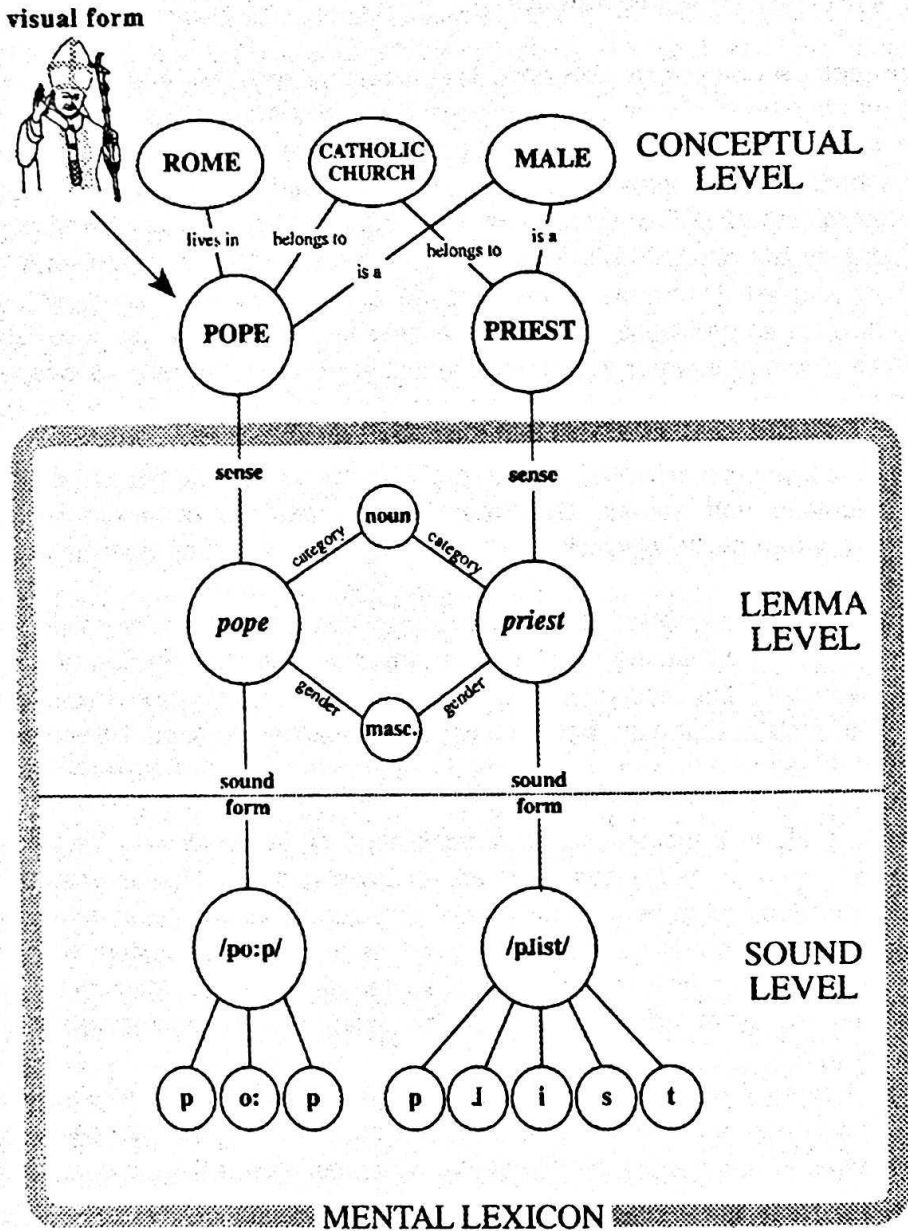 visual form
ROME
CATHOLIC
CHURCH
MALE
CONCEPTUAL
LEVEL
lives in
belongs to
is a
belongs to
is a
POPE
PRIEST
sense
sense
noun
category
category
pope
priest
LEMMA
LEVEL
gender
gender
masc.
sound
form
sound
form
/po:p/
/pɹist/
SOUND
LEVEL
p
o:
p
p
ɹ
i
s
t
MENTAL LEXICON